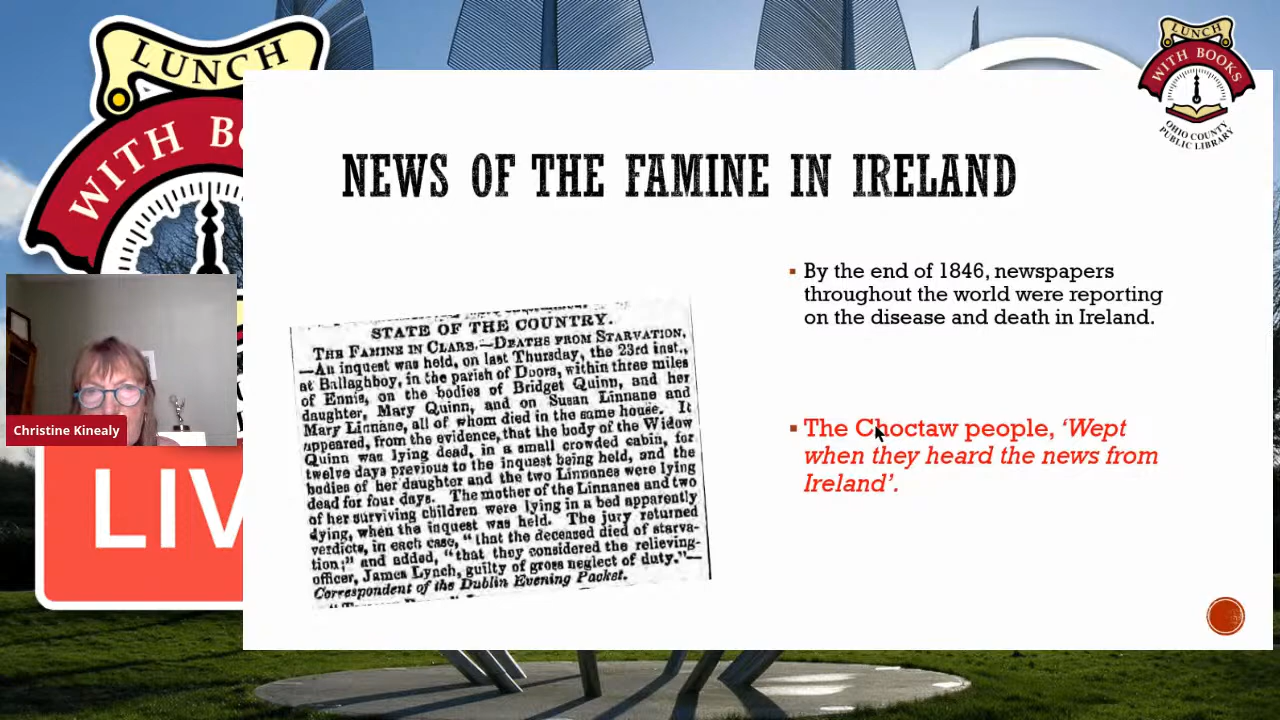 LUNCH
WITH BO
LIV
Christine Kinealy
LUNCH
WITH BOOKS
OHIO COUNTY
PUBLIC LIBRARY
NEWS OF THE FAMINE IN IRELAND
STATE OF THE COUNTRY.
THE FAMINE IN CLARE.—DEATHS FROM STARVATION.
—An inquest was held, on last Thursday, the 23rd inst.,
at Ballaghboy, in the parish of Doors, within three miles
of Ennis, on the bodies of Bridget Quinn, and her
daughter, Mary Quinn, and on Susan Linnane and
Mary Linnane, all of whom died in the same house. It
appeared, from the evidence, that the body of the Widow
Quinn was lying dead, in a small crowded cabin, for
twelve days previous to the inquest being held, and the
bodies of her daughter and the two Linnanes were lying
dead for four days. The mother of the Linnanes and two
of her surviving children were lying in a bed apparently
dying, when the inquest was held. The jury returned
verdicts, in each case, "that the deceased died of starva-
tion;" and added, "that they considered the relieving-
officer, James Lynch, guilty of gross neglect of duty."—
Correspondent of the Dublin Evening Packet.
▪ By the end of 1846, newspapers
throughout the world were reporting
on the disease and death in Ireland.
▪ The Choctaw people, ‘Wept
when they heard the news from
Ireland’.